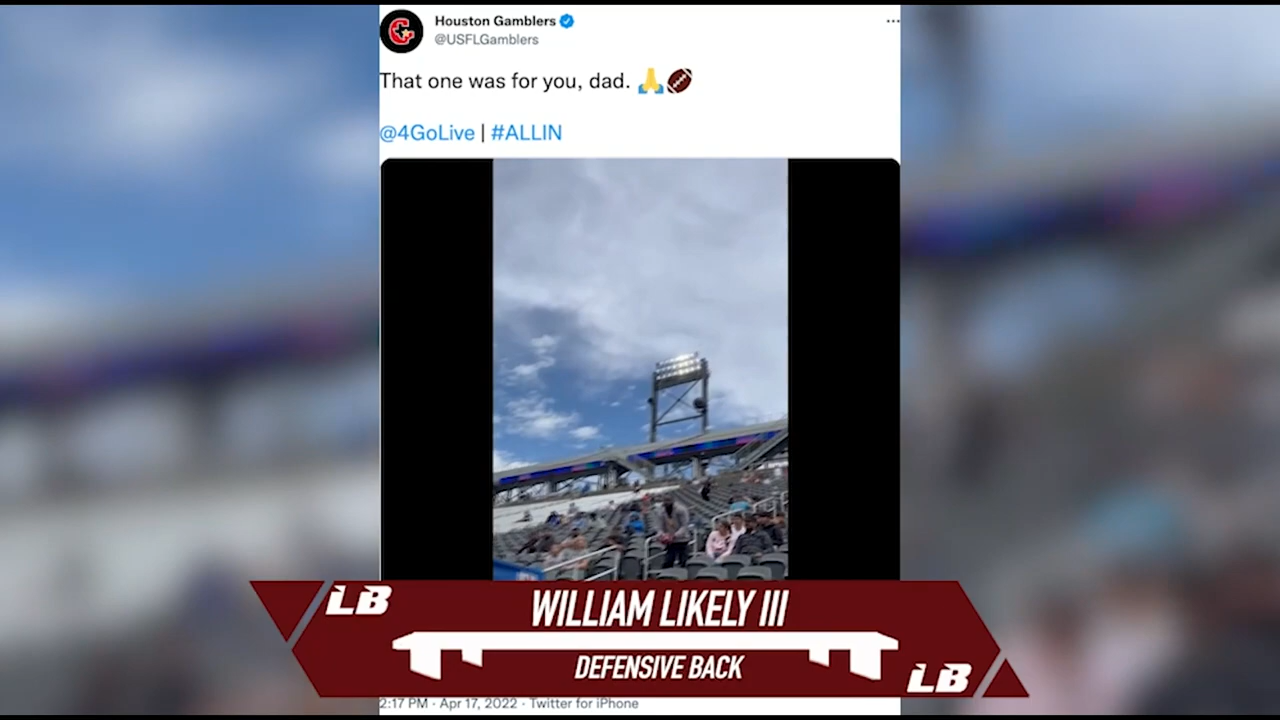 Houston Gamblers
@USFLGamblers
That one was for you, dad. 🙏🏈
@4GoLive | #ALLIN
LB
WILLIAM LIKELY III
DEFENSIVE BACK
LB
2:17 PM · Apr 17, 2022 · Twitter for iPhone